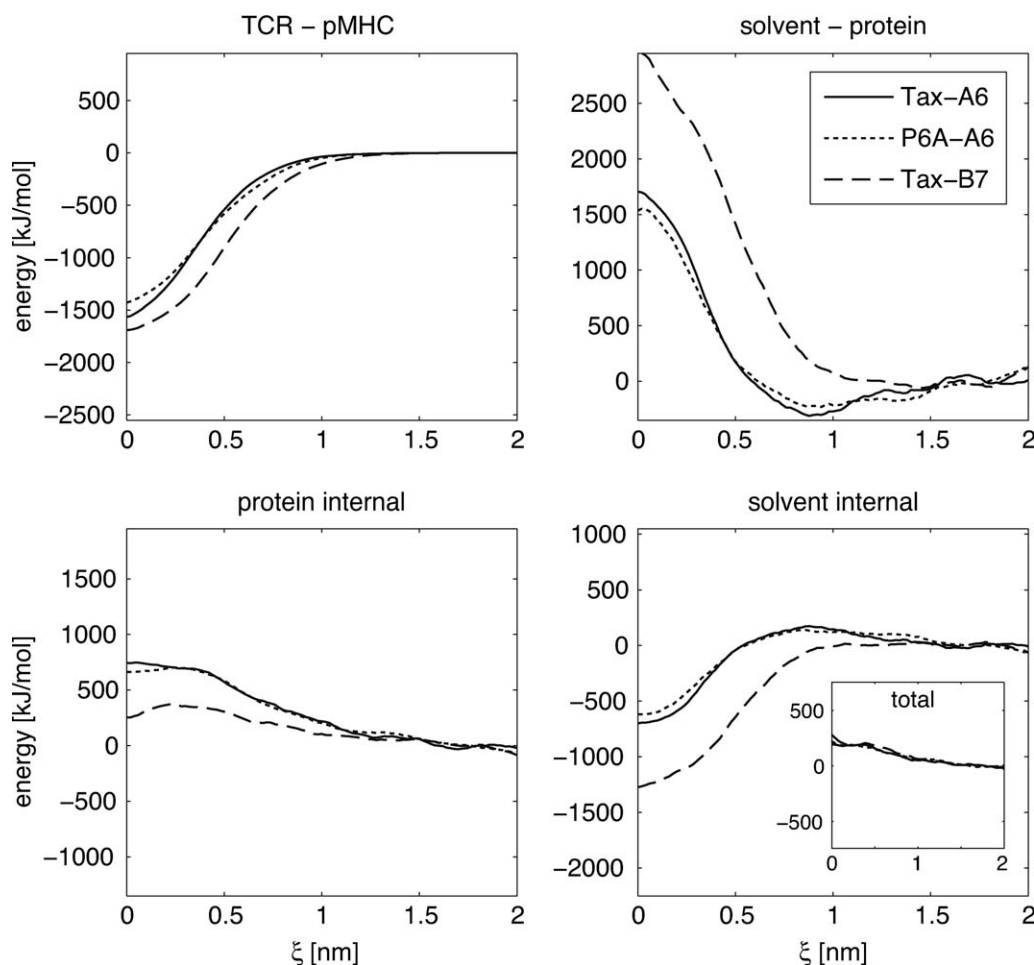 TCR − pMHC
energy [kJ/mol]
500
0
−500
−1000
−1500
−2000
−2500
0 0.5 1 1.5 2
solvent − protein
Tax−A6
P6A−A6
Tax−B7
2500
2000
1500
1000
500
0
0 0.5 1 1.5 2
protein internal
energy [kJ/mol]
1500
1000
500
0
−500
−1000
0 0.5 1 1.5 2
ξ [nm]
solvent internal
1000
500
0
−500
−1000
−1500
−2000
0 0.5 1 1.5 2
ξ [nm]
total
500
0
−500
0 1 2